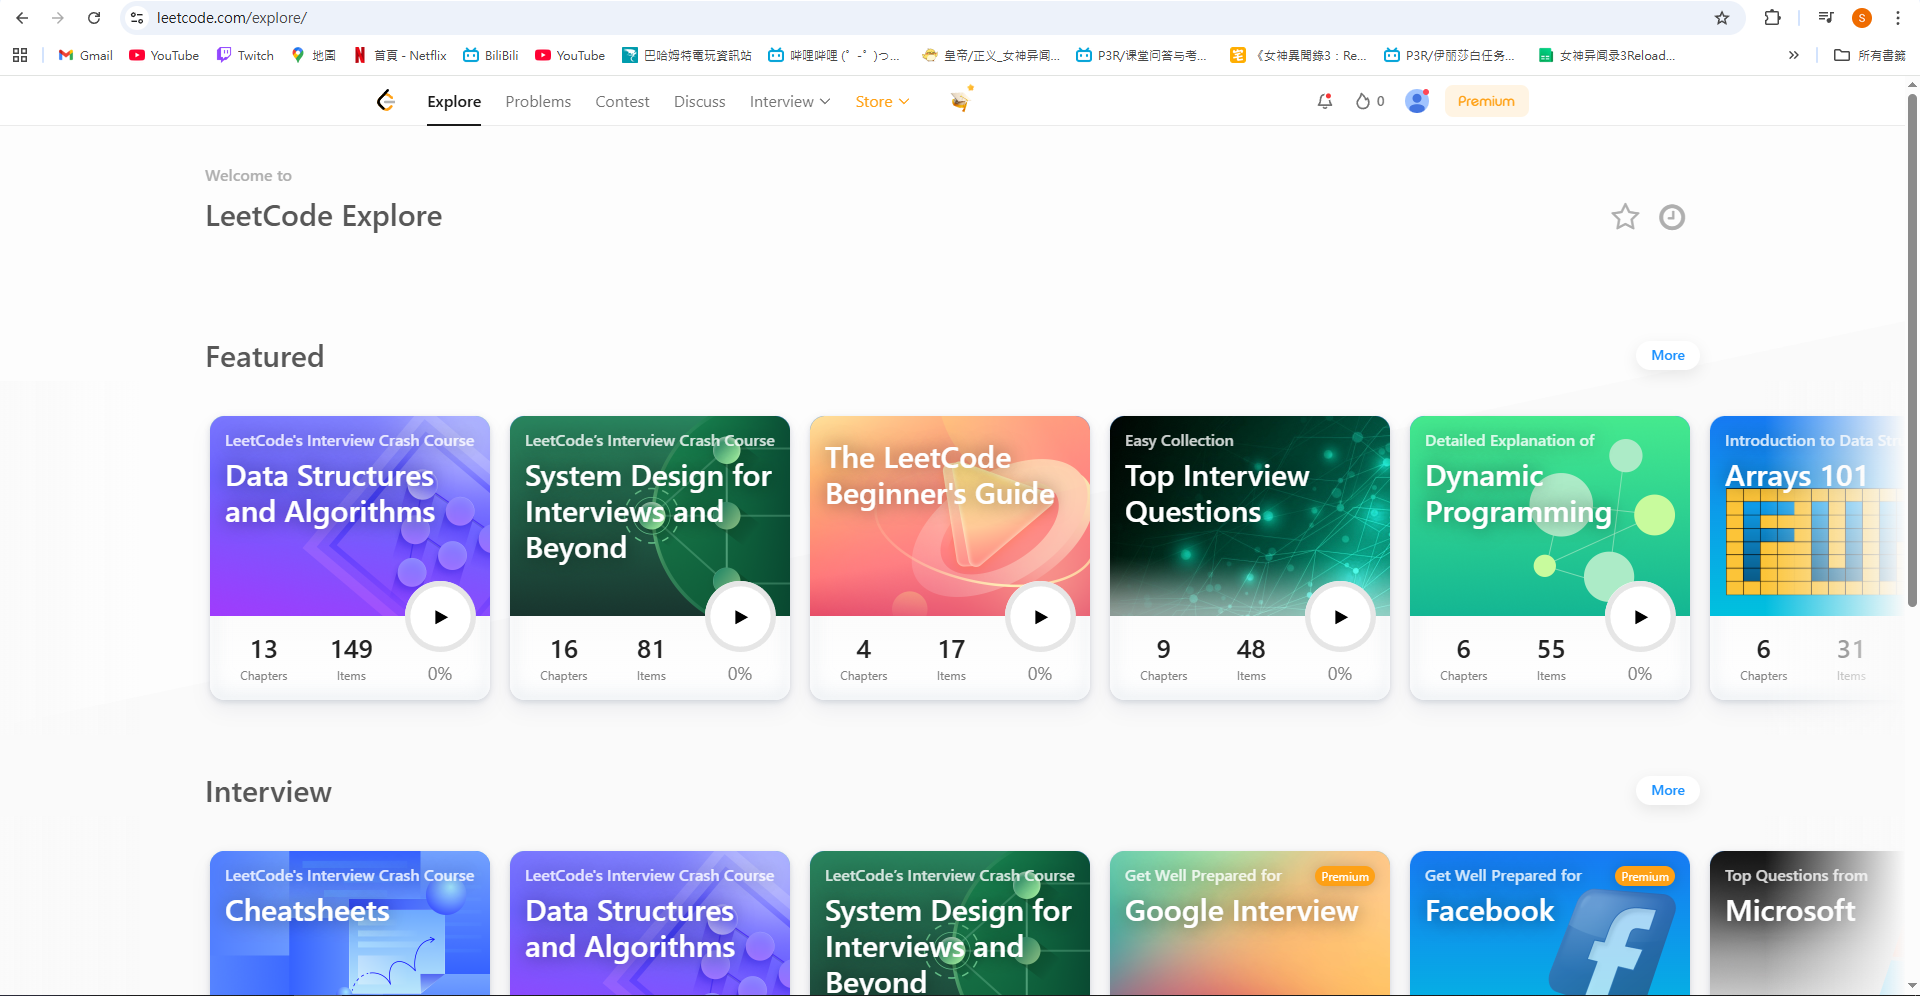 leetcode.com/explore/
S
Gmail
YouTube
Twitch
地圖
首頁 - Netflix
BiliBili
YouTube
巴哈姆特電玩資訊站
哔哩哔哩 (゜-゜)つ...
皇帝/正义_女神异闻...
P3R/课堂问答与考...
《女神異聞錄3：Re...
P3R/伊丽莎白任务...
女神异闻录3Reload...
所有書籤
Explore
Problems
Contest
Discuss
Interview
Store
0
Premium
Welcome to
LeetCode Explore
Featured
More
LeetCode's Interview Crash Course
Data Structures
and Algorithms
13
Chapters
149
Items
0%
LeetCode's Interview Crash Course
System Design for
Interviews and
Beyond
16
Chapters
81
Items
0%
The LeetCode
Beginner's Guide
4
Chapters
17
Items
0%
Easy Collection
Top Interview
Questions
9
Chapters
48
Items
0%
Detailed Explanation of
Dynamic
Programming
6
Chapters
55
Items
0%
Introduction to Data Str
Arrays 101
FU
6
Chapters
31
Items
Interview
More
LeetCode's Interview Crash Course
Cheatsheets
LeetCode's Interview Crash Course
Data Structures
and Algorithms
LeetCode's Interview Crash Course
System Design for
Interviews and
Beyond
Get Well Prepared for
Premium
Google Interview
Get Well Prepared for
Premium
Facebook
f
Top Questions from
Microsoft